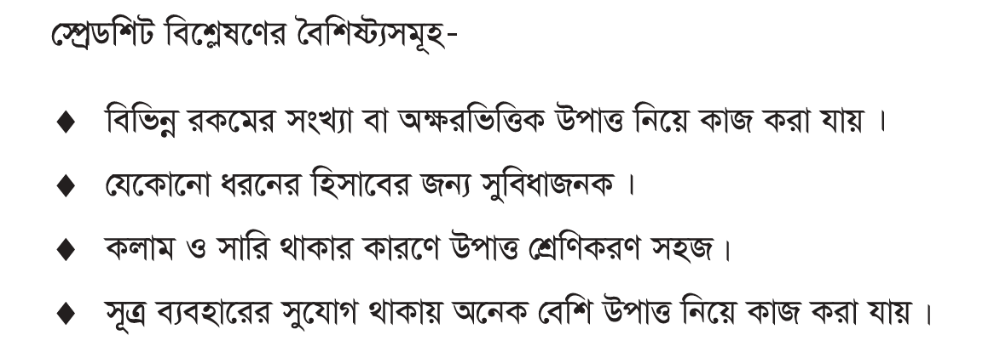 স্প্রেডশিট বিশ্লেষণের বৈশিষ্ট্যসমূহ-
♦ বিভিন্ন রকমের সংখ্যা বা অক্ষরভিত্তিক উপাত্ত নিয়ে কাজ করা যায় ।
♦ যেকোনো ধরনের হিসাবের জন্য সুবিধাজনক ।
♦ কলাম ও সারি থাকার কারণে উপাত্ত শ্রেণিকরণ সহজ।
♦ সূত্র ব্যবহারের সুযোগ থাকায় অনেক বেশি উপাত্ত নিয়ে কাজ করা যায় ।